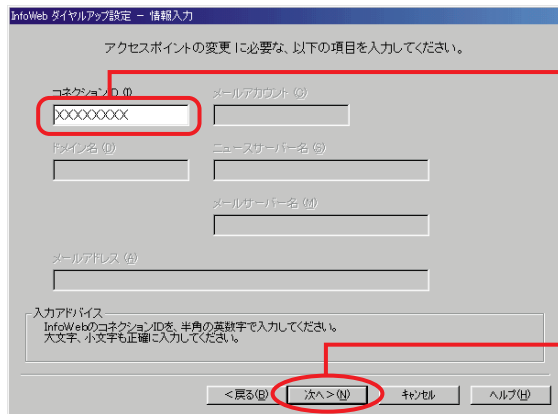 InfoWeb ダイヤルアップ設定 － 情報入力
アクセスポイントの変更 に必要な、以下の項目を入力してください。
コネクションID (I)
メールアカウント (O)
XXXXXXXX
ドメイン名 (D)
ニュースサーバー名 (S)
メールサーバー名 (M)
メールアドレス (A)
入力アドバイス
InfoWebのコネクションIDを、半角の英数字で入力してください。
大文字、小文字も正確に入力してください。
＜戻る(B)
次へ＞(N)
キャンセル
ヘルプ(H)